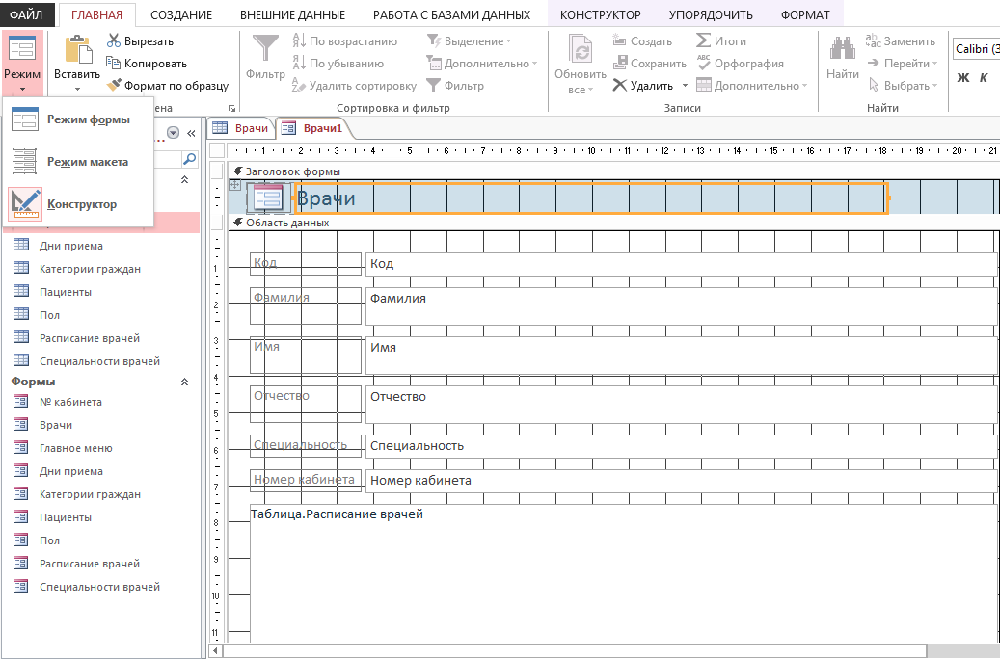 ФАЙЛ ГЛАВНАЯ СОЗДАНИЕ ВНЕШНИЕ ДАННЫЕ РАБОТА С БАЗАМИ ДАННЫХ КОНСТРУКТОР УПОРЯДОЧИТЬ ФОРМАТ
Режим
Вставить
Вырезать
Копировать
Формат по образцу
ена
Фильтр
По возрастанию
По убыванию
Удалить сортировку
Выделение
Дополнительно
Фильтр
Сортировка и фильтр
Обновить
все
Создать
Сохранить
Удалить
Итоги
Орфография
Дополнительно
Записи
Найти
Заменить
Перейти
Выбрать
Найти
Calibri (З
Ж К
Режим формы
Режим макета
Конструктор
Дни приема
Категории граждан
Пациенты
Пол
Расписание врачей
Специальности врачей
Формы
№ кабинета
Врачи
Главное меню
Дни приема
Категории граждан
Пациенты
Пол
Расписание врачей
Специальности врачей
Врачи Врачи1
1 2 3 4 5 6 7 8 9 10 11 12 13 14 15 16 17 18 19 20 21
Заголовок формы
Врачи
Область данных
1 2 3 4 5 6 7 8 9 10 11
Код Код
Фамилия Фамилия
Имя Имя
Отчество Отчество
Специальность Специальность
Номер кабинета Номер кабинета
Таблица.Расписание врачей